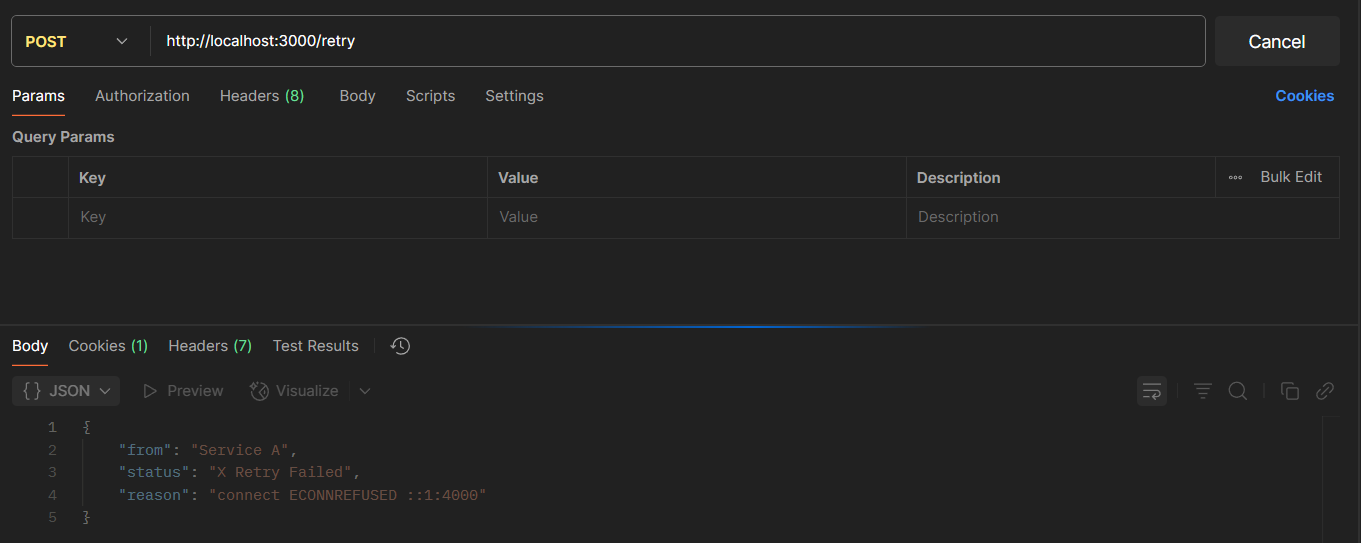 POST http://localhost:3000/retry Cancel
Params Authorization Headers (8) Body Scripts Settings Cookies
Query Params
Key Value Description Bulk Edit
Key Value Description
Body Cookies (1) Headers (7) Test Results
{} JSON Preview Visualize
1 {
2 "from": "Service A",
3 "status": "X Retry Failed",
4 "reason": "connect ECONNREFUSED ::1:4000"
5 }